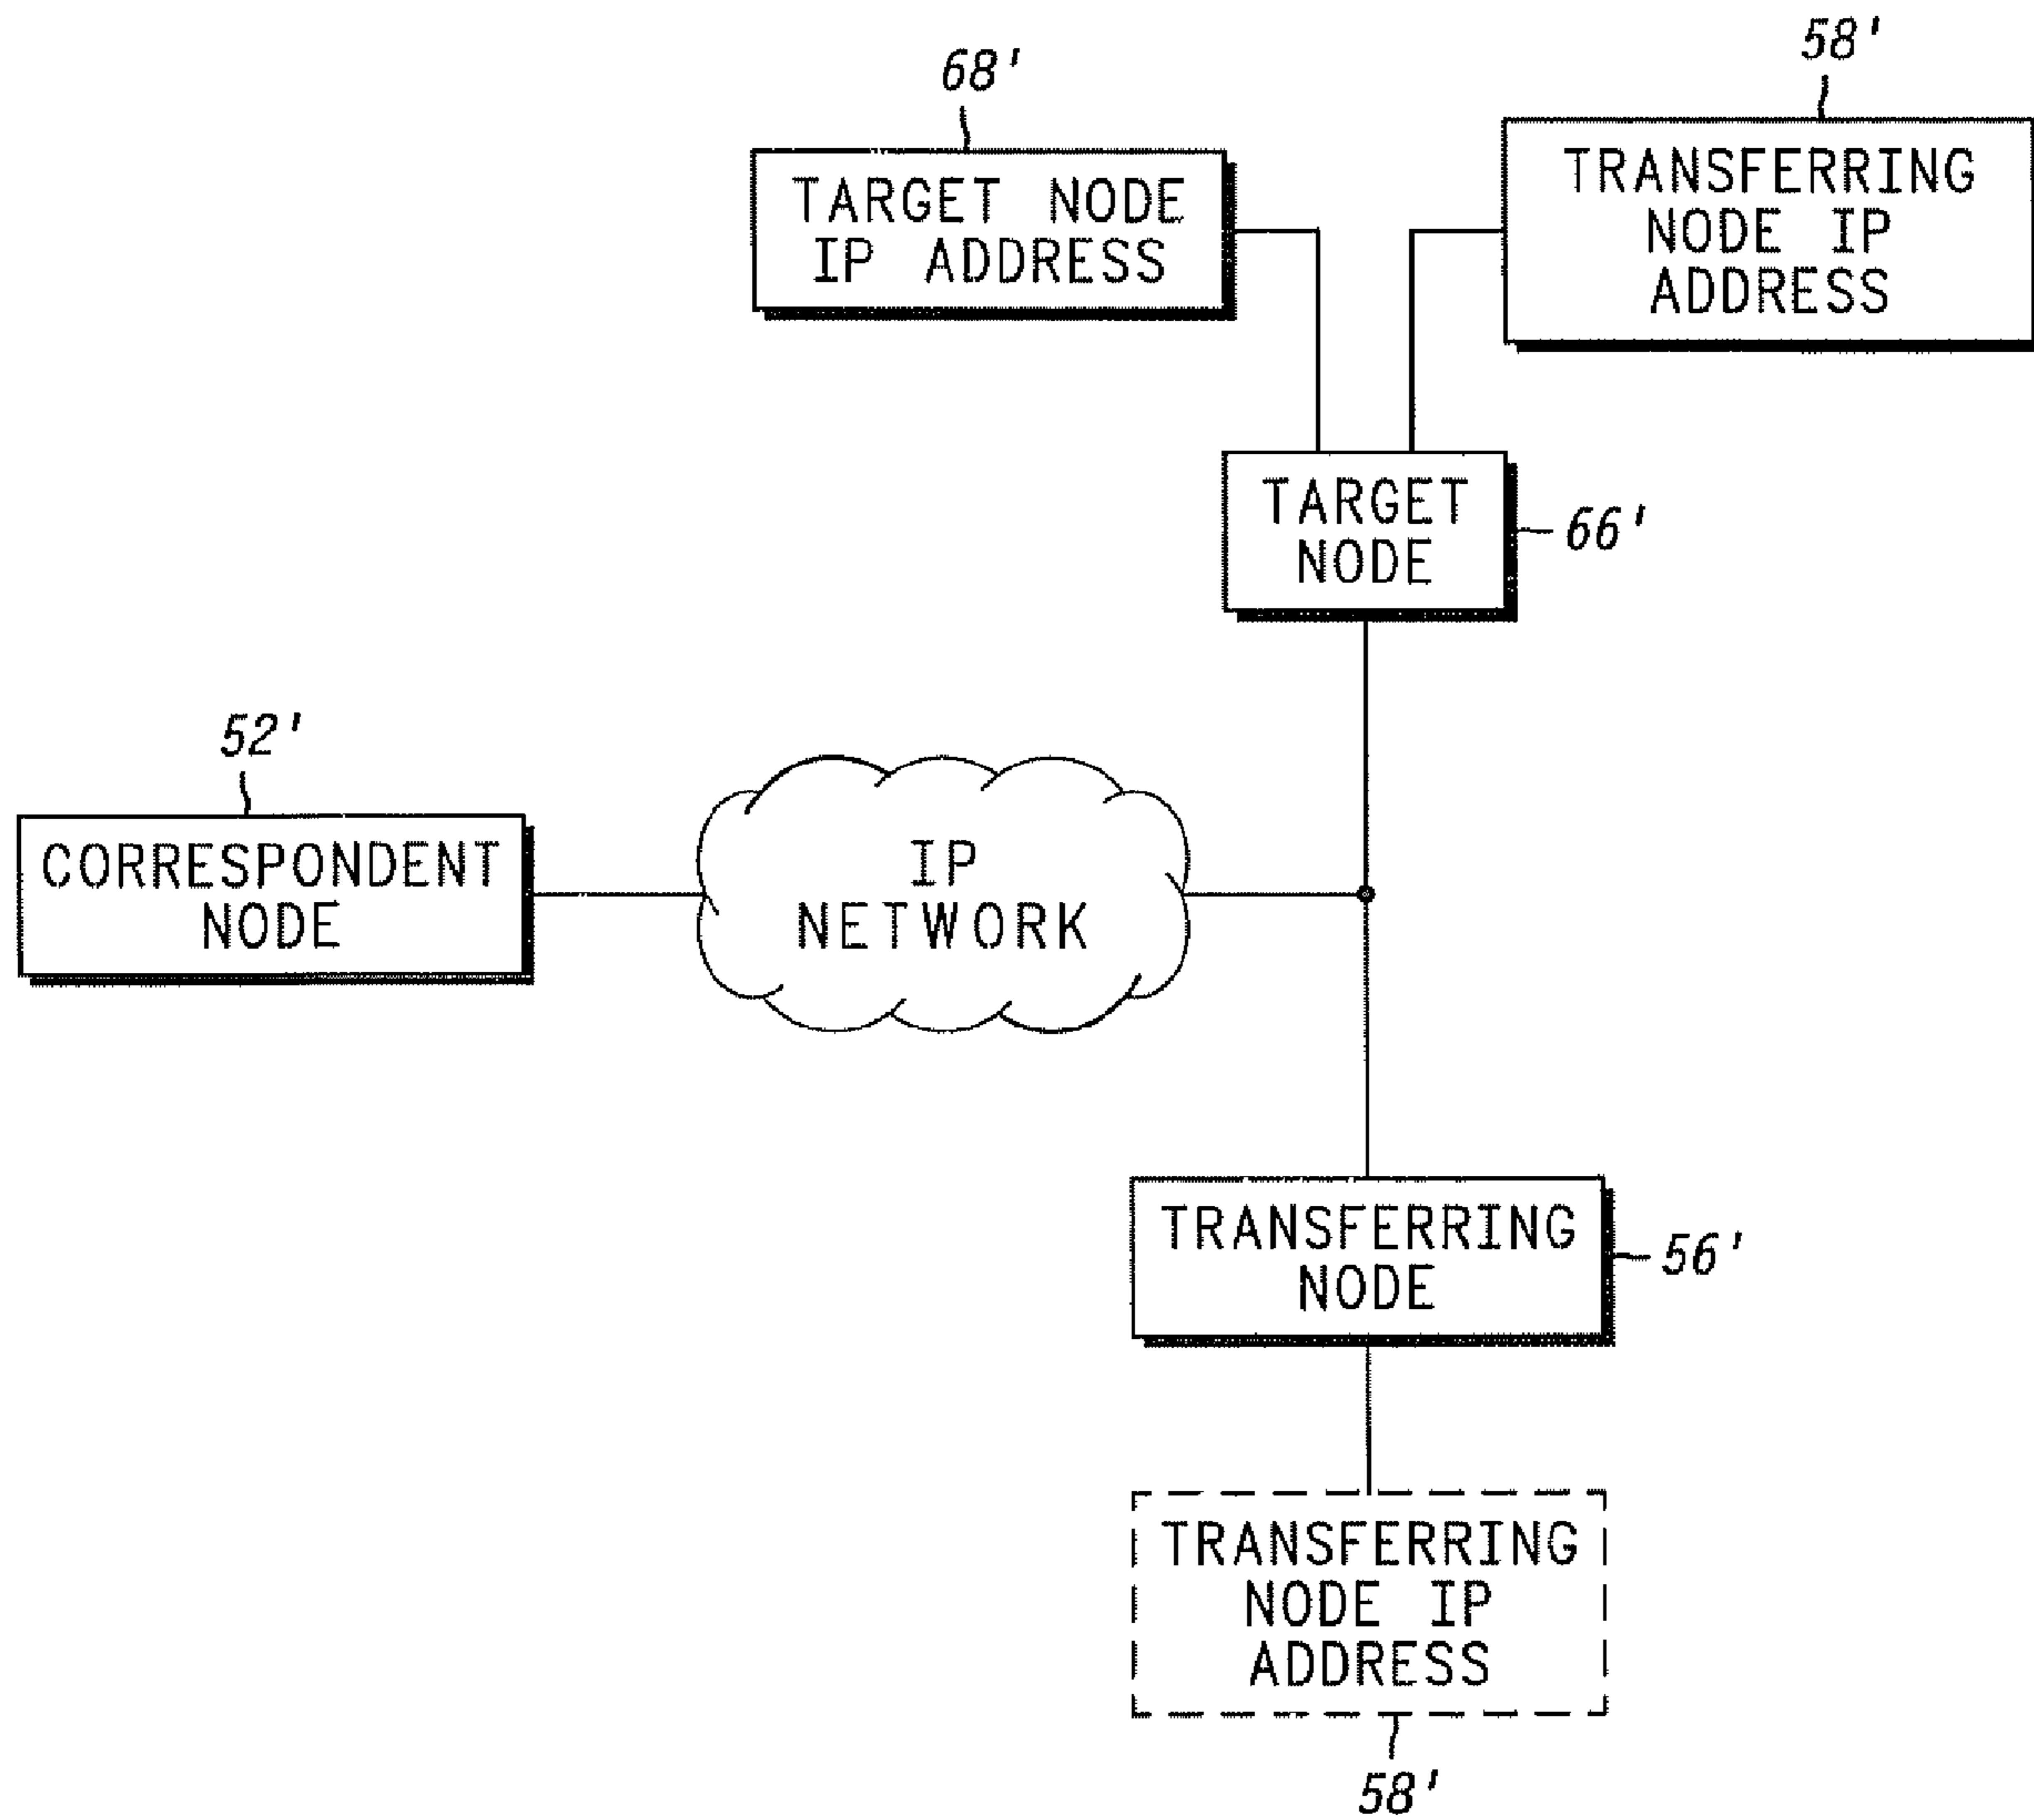 58'
68'
TRANSFERRING
NODE IP
ADDRESS
TARGET NODE
IP ADDRESS
TARGET
NODE
66'
52'
CORRESPONDENT
NODE
IP
NETWORK
TRANSFERRING
NODE
56'
TRANSFERRING
NODE IP
ADDRESS
58'